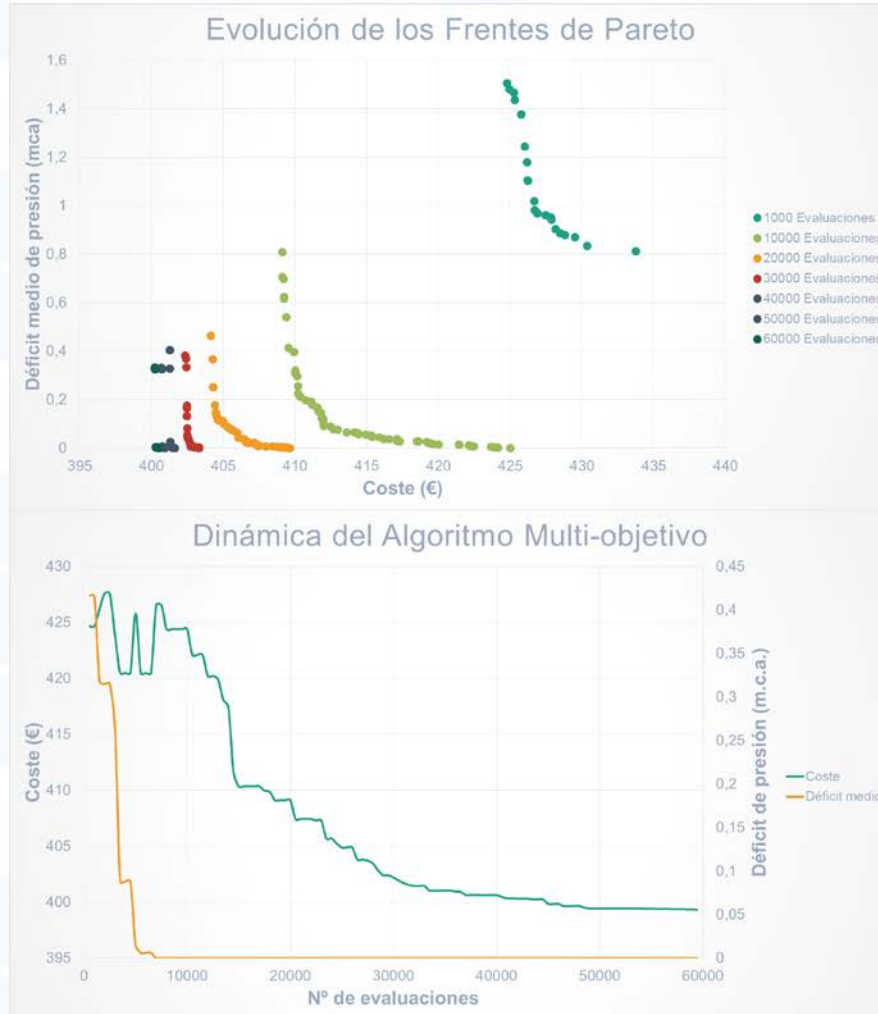 Evolución de los Frentes de Pareto
Déficit medio de presión (mca)
1,6
1,4
1,2
1
0,8
0,6
0,4
0,2
0
395 400 405 410 415 420 425 430 435 440
Coste (€)
1000 Evaluaciones
10000 Evaluaciones
20000 Evaluaciones
30000 Evaluaciones
40000 Evaluaciones
50000 Evaluaciones
60000 Evaluaciones
Dinámica del Algoritmo Multi-objetivo
Coste (€)
430
425
420
415
410
405
400
395
0 10000 20000 30000 40000 50000 60000
Nº de evaluaciones
0,45
0,4
0,35
0,3
0,25
0,2
0,15
0,1
0,05
0
Déficit de presión (m.c.a.)
Coste
Déficit medio